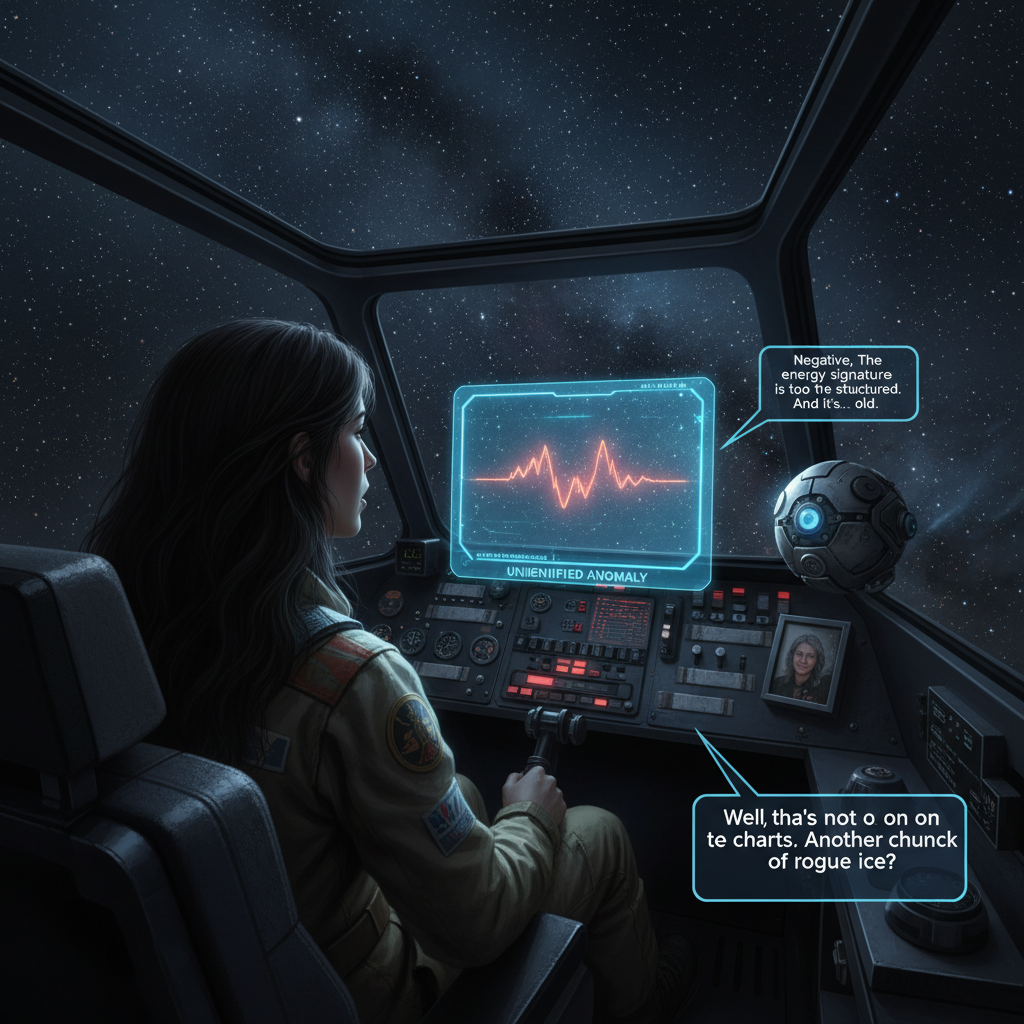 Negative, The
energy signature
is too tre stuctured.
And it's... old.
UNIIENIIFIED ANOMALY
Well, tha's not o on on
te charts. Another chunck
of rogue ice?